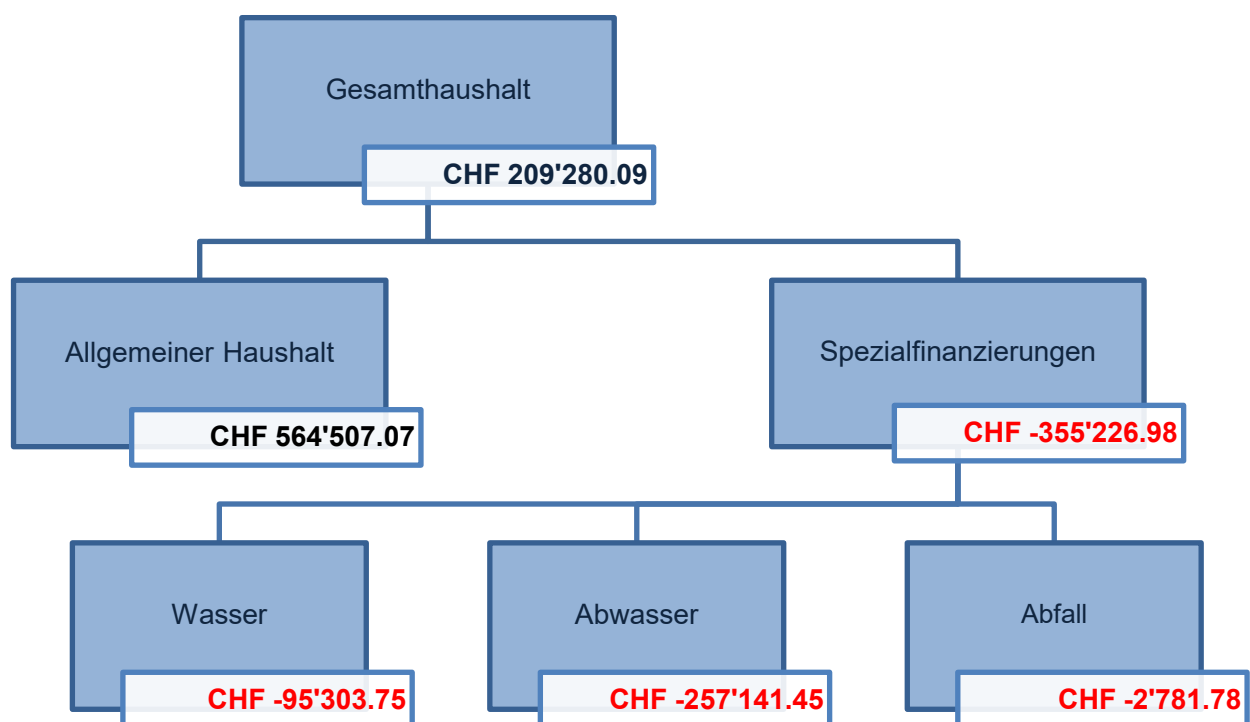 Gesamthaushalt
CHF 209'280.09
Allgemeiner Haushalt
CHF 564'507.07
Spezialfinanzierungen
CHF -355'226.98
Wasser
CHF -95'303.75
Abwasser
CHF -257'141.45
Abfall
CHF -2'781.78